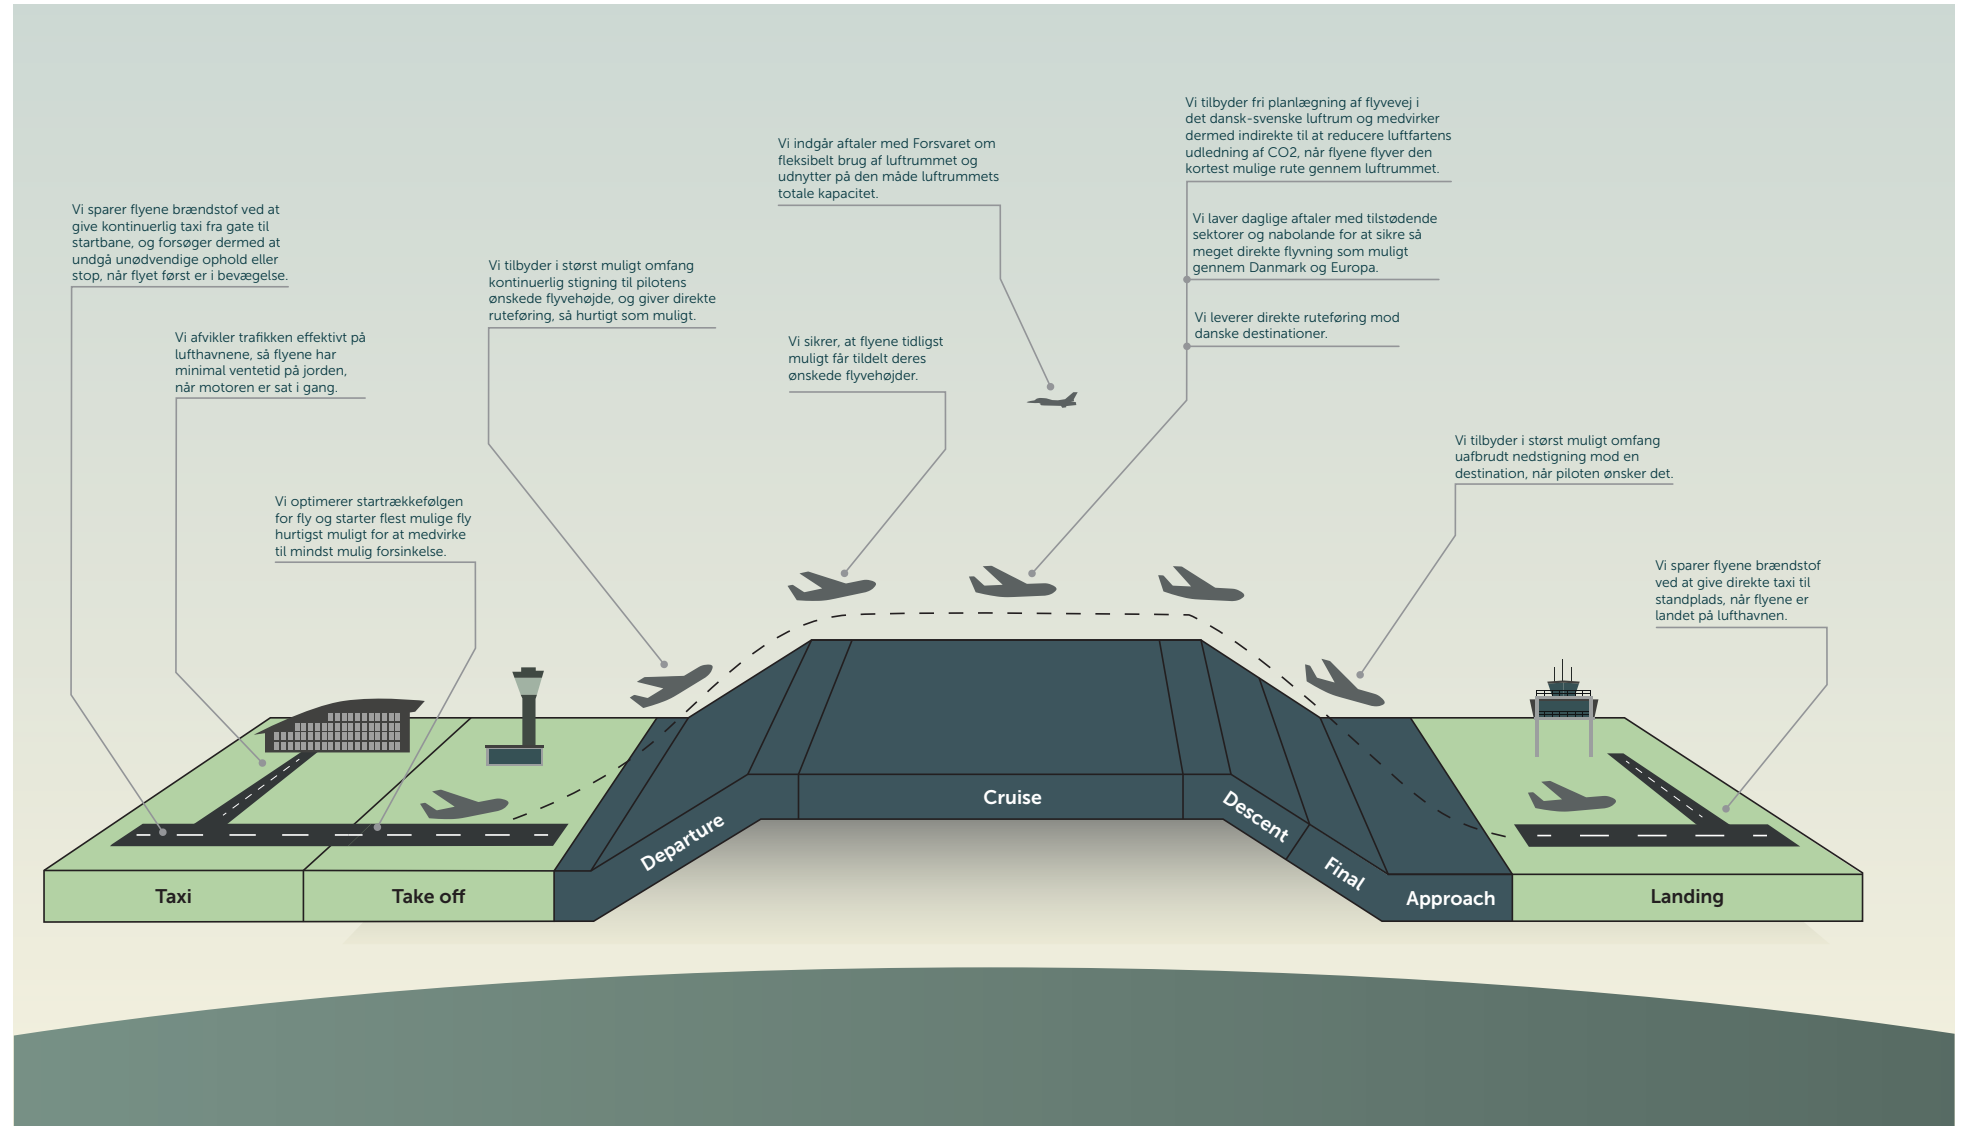 Vi sparer flyene brændstof ved at
give kontinuerlig taxi fra gate til
startbane, og forsøger dermed at
undgå unødvendige ophold eller
stop, når flyet først er i bevægelse.
Vi afvikler trafikken effektivt på
lufthavnene, så flyene har
minimal ventetid på jorden,
når motoren er sat i gang.
Vi optimerer startrækkefølgen
for fly og starter flest mulige fly
hurtigst muligt for at medvirke
til mindst mulig forsinkelse.
Vi tilbyder i størst muligt omfang
kontinuerlig stigning til pilotens
ønskede flyvehøjde, og giver direkte
ruteføring, så hurtigt som muligt.
Vi indgår aftaler med Forsvaret om
fleksibelt brug af luftrummet og
udnytter på den måde luftrummets
totale kapacitet.
Vi sikrer, at flyene tidligst
muligt får tildelt deres
ønskede flyvehøjder.
Vi tilbyder fri planlægning af flyvevej i
det dansk-svenske luftrum og medvirker
dermed indirekte til at reducere luftfartens
udledning af CO2, når flyene flyver den
kortest mulige rute gennem luftrummet.
Vi laver daglige aftaler med tilstødende
sektorer og nabolande for at sikre så
meget direkte flyvning som muligt
gennem Danmark og Europa.
Vi leverer direkte ruteføring mod
danske destinationer.
Vi tilbyder i størst muligt omfang
uafbrudt nedstigning mod en
destination, når piloten ønsker det.
Vi sparer flyene brændstof
ved at give direkte taxi til
standplads, når flyene er
landet på lufthavnen.
Taxi
Take off
Departure
Cruise
Descent
Final
Approach
Landing